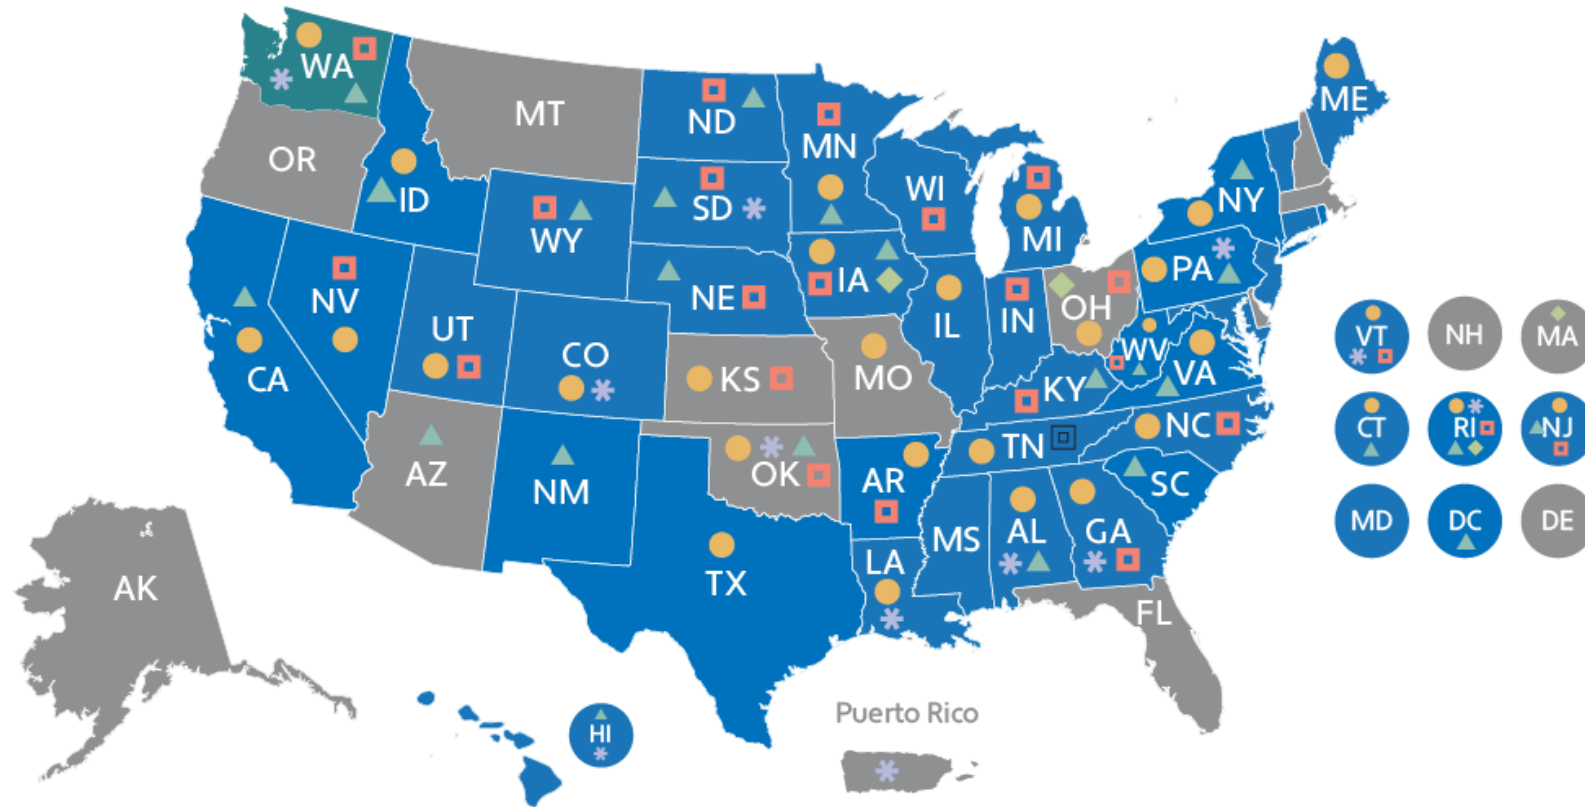 WA
MT
ND
MN
ME
OR
ID
SD
WI
NY
WY
MI
PA
NE
IA
NV
UT
IL
IN
OH
CO
WV
VA
CA
KS
MO
KY
VT
NH
MA
TN
NC
CT
RI
NJ
AZ
NM
OK
AR
SC
MS
AL
GA
MD
DC
DE
LA
TX
AK
FL
HI
Puerto Rico